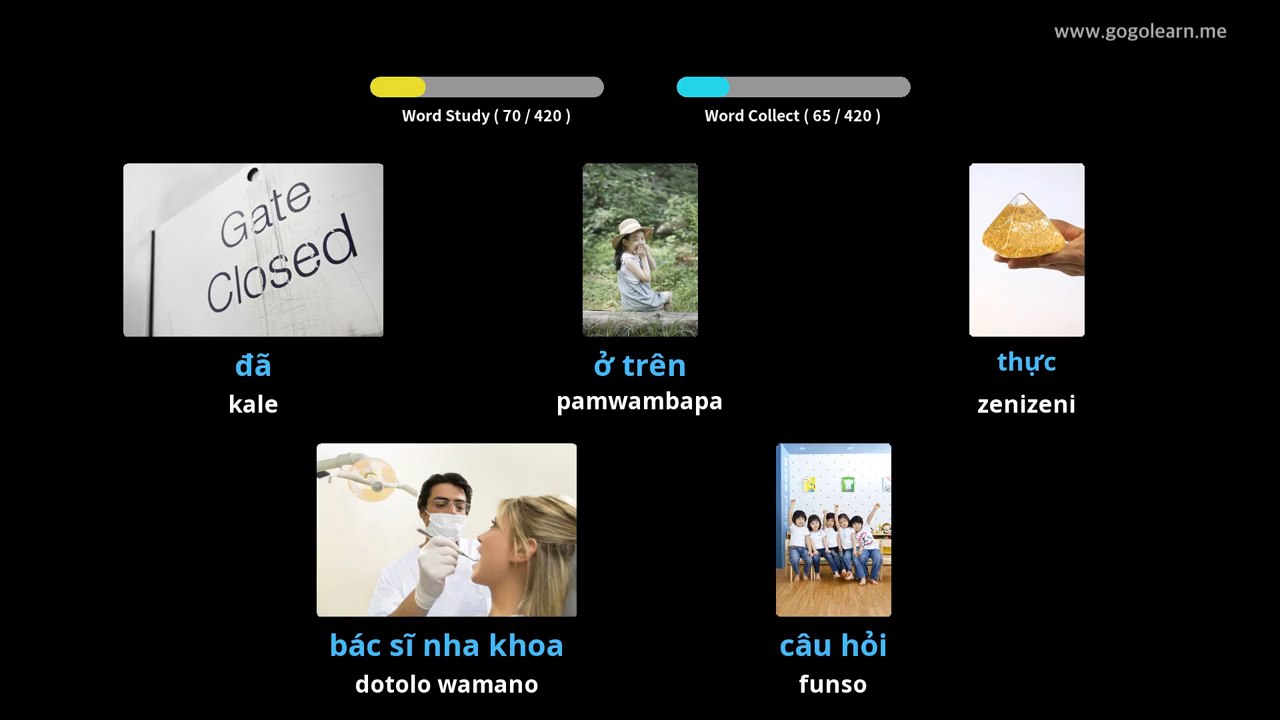 www.gogolearn.me
Word Study ( 70 / 420 )
Word Collect ( 65 / 420 )
Gate
Closed
đã
kale
ở trên
pamwambapa
thực
zenizeni
bác sĩ nha khoa
dotolo wamano
câu hỏi
funso